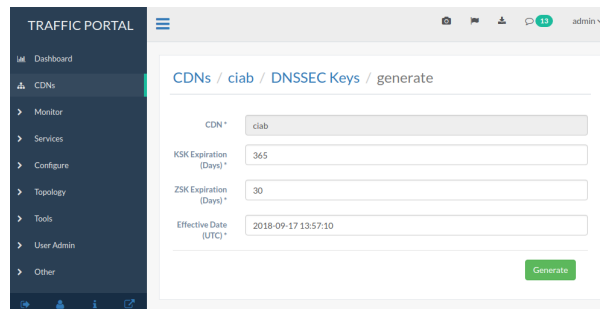 TRAFFIC PORTAL
13
admin
Dashboard
CDNs
Monitor
Services
Configure
Topology
Tools
User Admin
Other
CDNs / ciab / DNSSEC Keys / generate
CDN *
ciab
KSK Expiration
(Days) *
365
ZSK Expiration
(Days) *
30
Effective Date
(UTC) *
2018-09-17 13:57:10
Generate